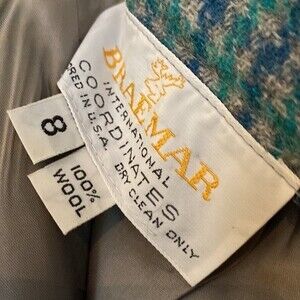 BRAEMAR
INTERNATIONAL
COORDINATES
RED IN U.S.A. DRY CLEAN ONLY
8
100%
WOOL